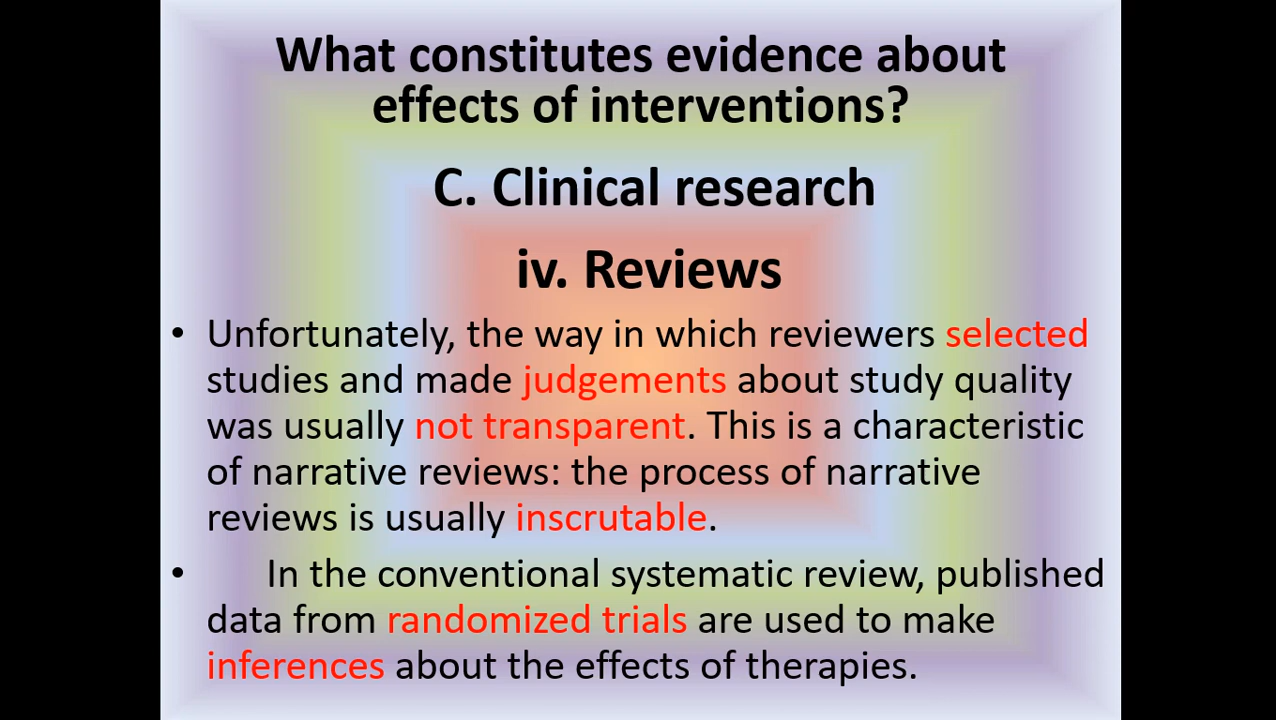 What constitutes evidence about
effects of interventions?
C. Clinical research
iv. Reviews
• Unfortunately, the way in which reviewers selected
studies and made judgements about study quality
was usually not transparent. This is a characteristic
of narrative reviews: the process of narrative
reviews is usually inscrutable.
• In the conventional systematic review, published
data from randomized trials are used to make
inferences about the effects of therapies.